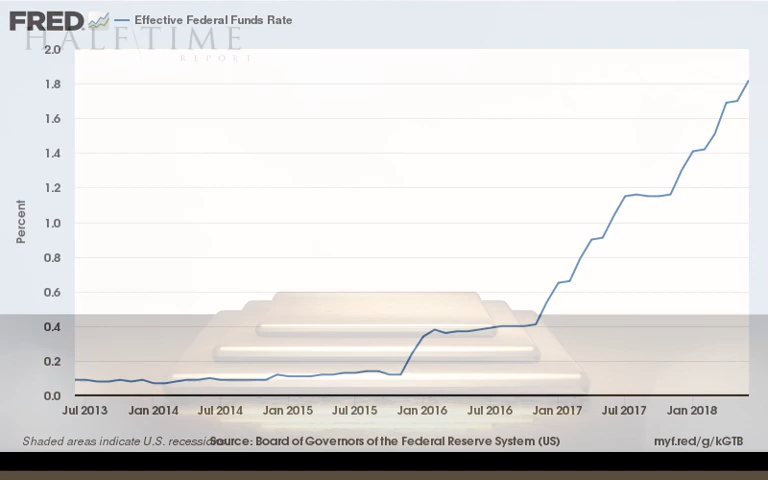 FRED
Effective Federal Funds Rate
HALF\TIME
REPORT
2.0
1.8
1.6
1.4
1.2
1.0
0.8
0.6
0.4
0.2
0.0
Percent
Jul 2013 Jan 2014 Jul 2014 Jan 2015 Jul 2015 Jan 2016 Jul 2016 Jan 2017 Jul 2017 Jan 2018
Shaded areas indicate U.S. recessions Source: Board of Governors of the Federal Reserve System (US) myf.red/g/kGTB